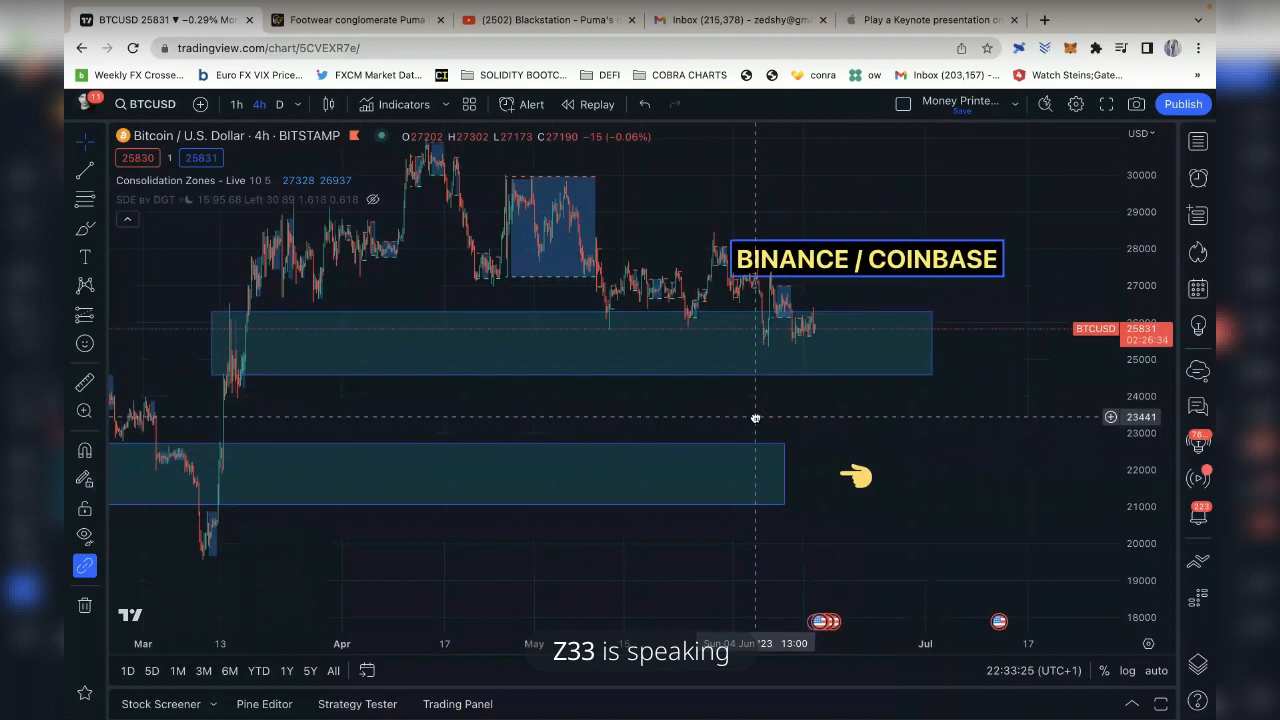 BTCUSD 25831 ▼ −0.29% Mon
Footwear conglomerate Puma
(2502) Blackstation - Puma's n
Inbox (215,378) - zedshy@gm
Play a Keynote presentation on
tradingview.com/chart/5CVEXR7e/
Weekly FX Crosse...
Euro FX VIX Price...
FXCM Market Dat...
SOLIDITY BOOTC...
DEFI
COBRA CHARTS
conra
ow
Inbox (203,157) -...
Watch Steins;Gate...
»
11
BTCUSD
1h 4h D
Indicators
Alert
Replay
Money Printe...
Save
Publish
Bitcoin / U.S. Dollar · 4h · BITSTAMP
O27202 H27302 L27173 C27190 −15 (−0.06%)
USD
25830 1 25831
Consolidation Zones - Live 10 5 27328 26937
30000
29000
28000
BINANCE / COINBASE
27000
BTCUSD 25831
02:26:34
25000
24000
23441
23000
22000
21000
20000
19000
18000
223
Mar 13 Apr 17 May 15 Sun 04 Jun '23 13:00 Jul 17
Z33 is speaking
1D 5D 1M 3M 6M YTD 1Y 5Y All
22:33:25 (UTC+1) % log auto
Stock Screener Pine Editor Strategy Tester Trading Panel